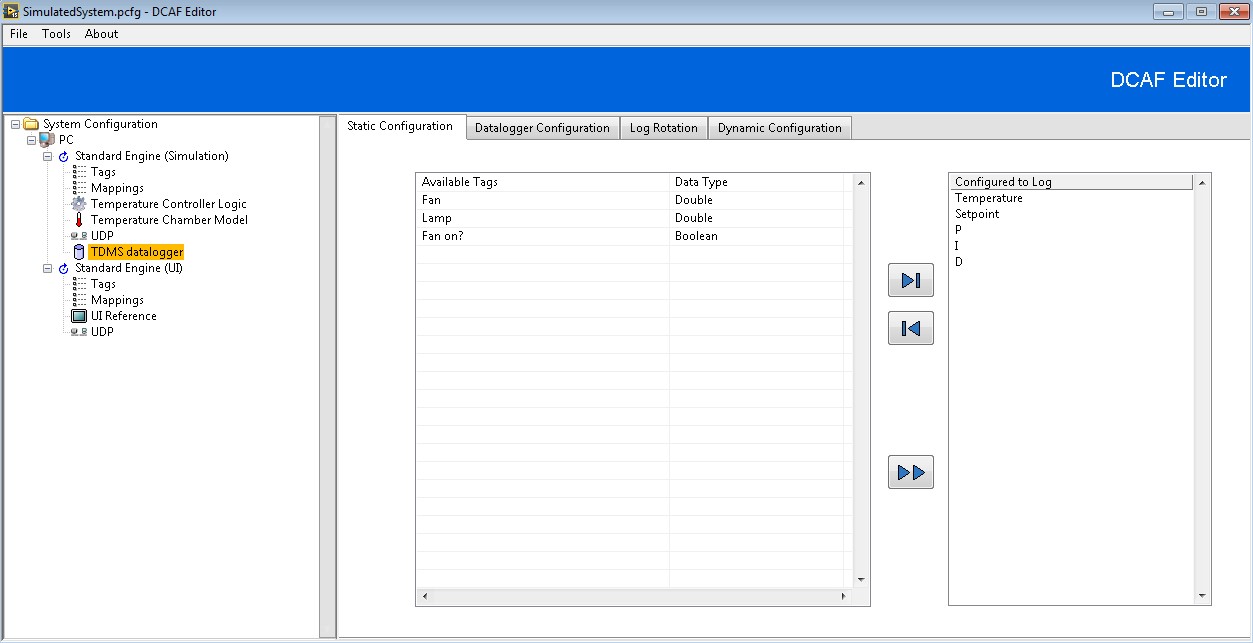 SimulatedSystem.pcfg - DCAF Editor
File Tools About
DCAF Editor
System Configuration
PC
Standard Engine (Simulation)
Tags
Mappings
Temperature Controller Logic
Temperature Chamber Model
UDP
TDMS datalogger
Standard Engine (UI)
Tags
Mappings
UI Reference
UDP
Static Configuration Datalogger Configuration Log Rotation Dynamic Configuration
Available Tags Data Type
Fan Double
Lamp Double
Fan on? Boolean
Configured to Log
Temperature
Setpoint
P
I
D